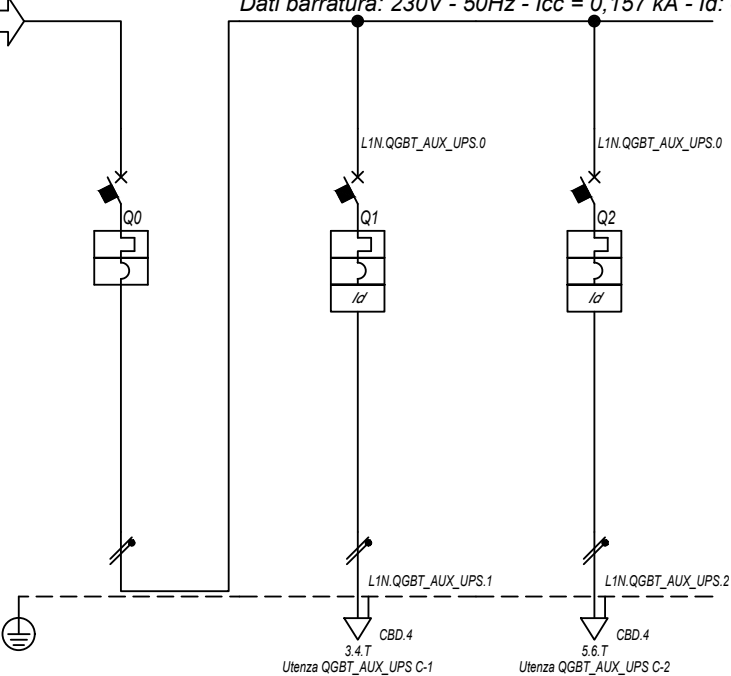 Dati barratura: 230V - 50Hz - Icc = 0,157 kA - Id:
L1N.QGBT_AUX_UPS.0
L1N.QGBT_AUX_UPS.0
Q0
Q1
Q2
Id
Id
L1N.QGBT_AUX_UPS.1
L1N.QGBT_AUX_UPS.2
CBD.4
CBD.4
3.4.T
5.6.T
Utenza QGBT_AUX_UPS C-1
Utenza QGBT_AUX_UPS C-2